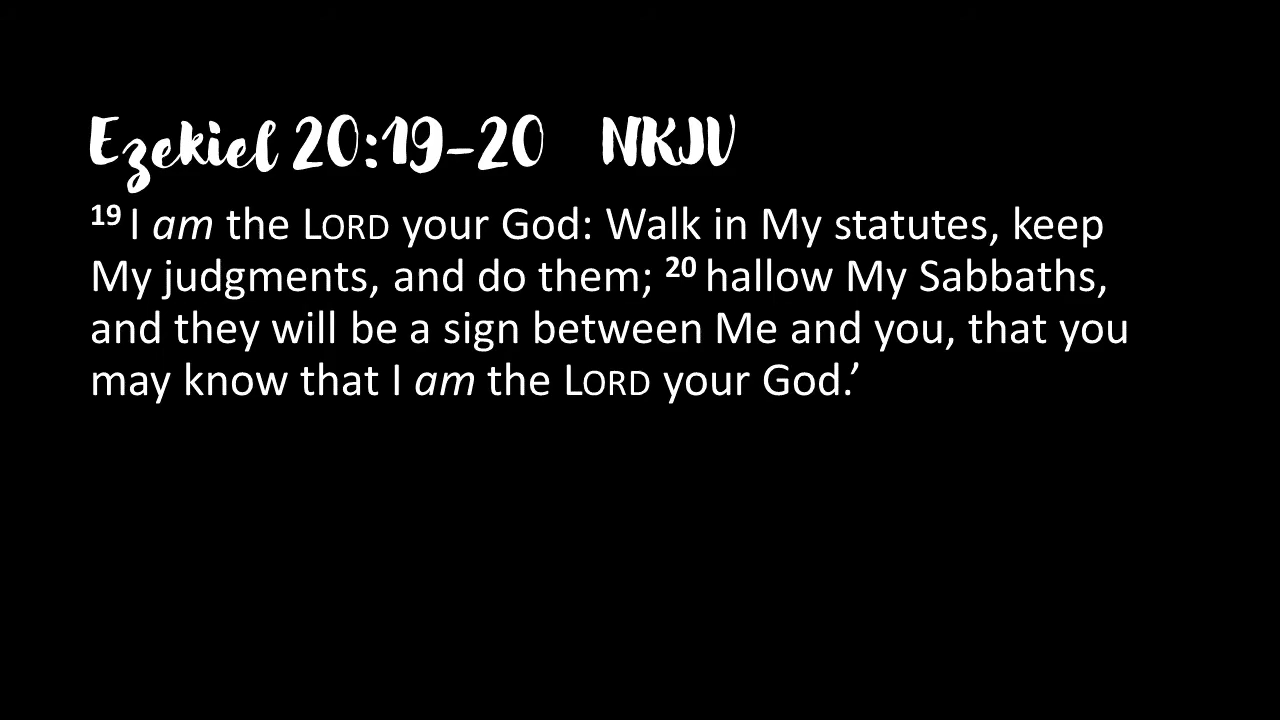 Ezekiel 20:19-20 NKJV
19 I am the LORD your God: Walk in My statutes, keep
My judgments, and do them; 20 hallow My Sabbaths,
and they will be a sign between Me and you, that you
may know that I am the LORD your God.’